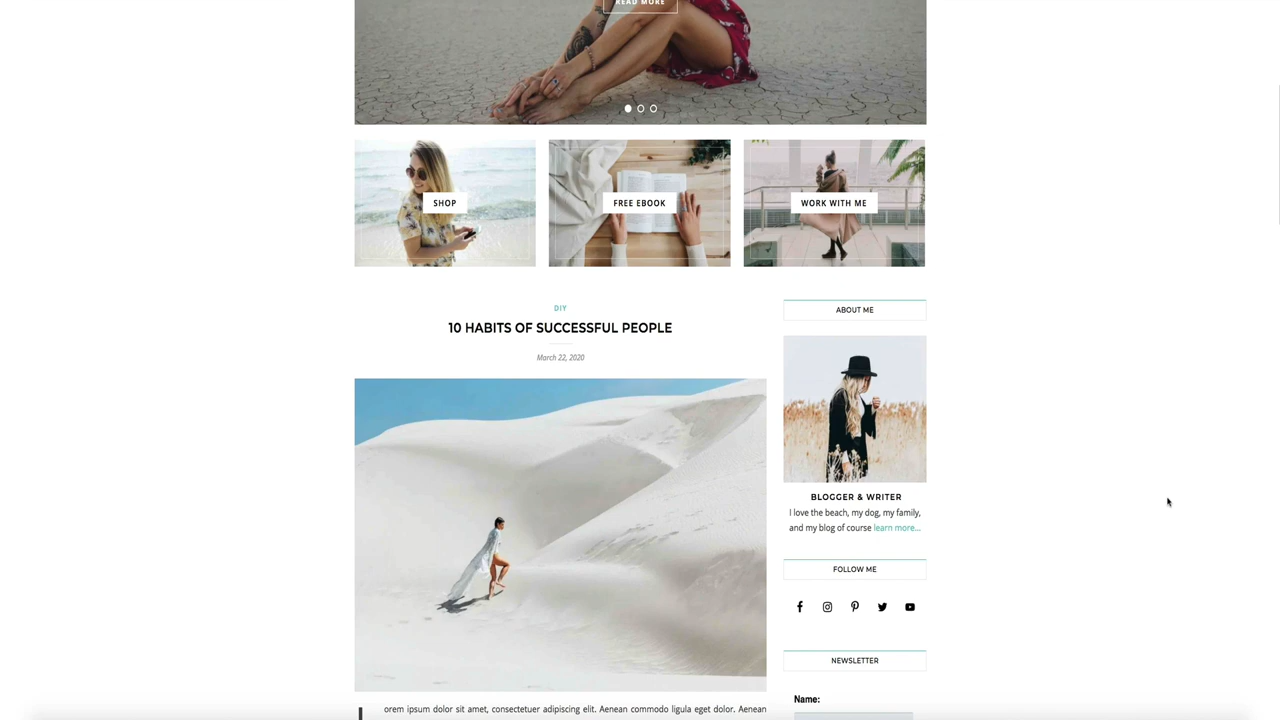 READ MORE
SHOP
FREE EBOOK
WORK WITH ME
DIY
10 HABITS OF SUCCESSFUL PEOPLE
March 22, 2020
orem ipsum dolor sit amet, consectetuer adipiscing elit. Aenean commodo ligula eget dolor. Aenean
ABOUT ME
BLOGGER & WRITER
I love the beach, my dog, my family,
and my blog of course learn more...
FOLLOW ME
NEWSLETTER
Name: